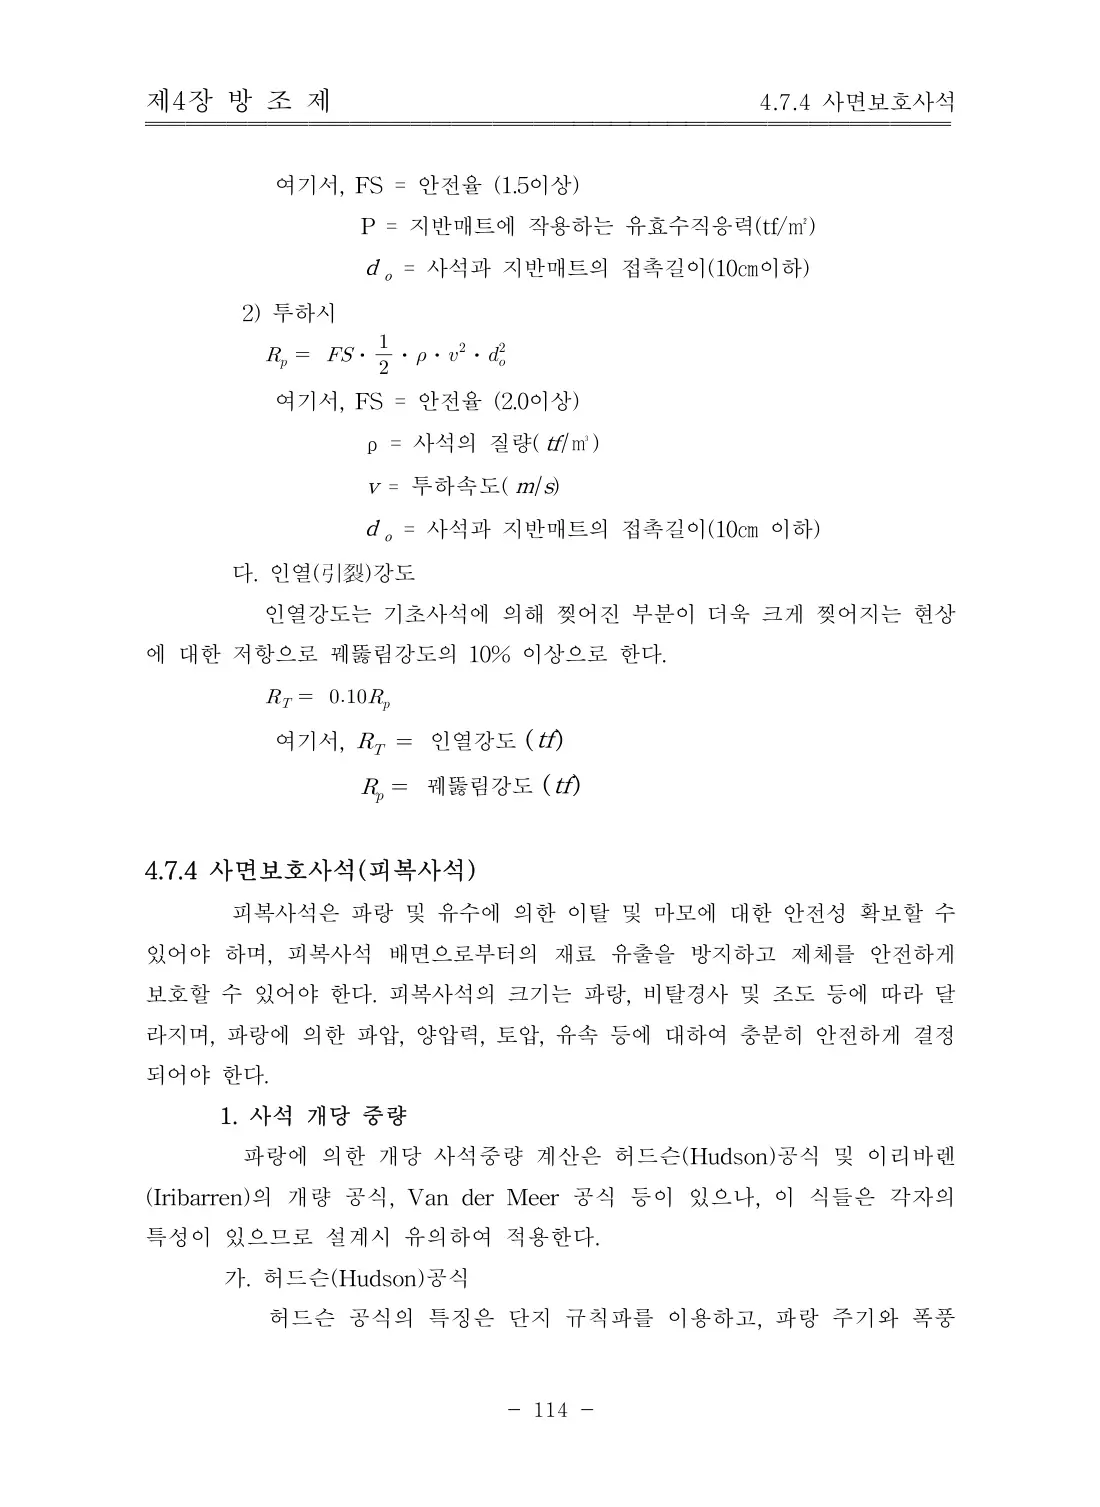 제4장 방 조 제
4.7.4 사면보호사석
여기서, FS = 안전율 (1.5이상)
P = 지반매트에 작용하는 유효수직응력(tf/㎡)
d₀ = 사석과 지반매트의 접촉길이(10㎝이하)
2) 투하시
Rₚ = FS · 1/2 · ρ · v² · d₀²
여기서, FS = 안전율 (2.0이상)
ρ = 사석의 질량( tf/㎥ )
v = 투하속도( m/s)
d₀ = 사석과 지반매트의 접촉길이(10㎝ 이하)
다. 인열(引裂)강도
인열강도는 기초사석에 의해 찢어진 부분이 더욱 크게 찢어지는 현상
에 대한 저항으로 꿰뚫림강도의 10% 이상으로 한다.
R_T = 0.10Rₚ
여기서, R_T = 인열강도 (tf)
Rₚ = 꿰뚫림강도 (tf)
4.7.4 사면보호사석(피복사석)
피복사석은 파랑 및 유수에 의한 이탈 및 마모에 대한 안전성 확보할 수
있어야 하며, 피복사석 배면으로부터의 재료 유출을 방지하고 제체를 안전하게
보호할 수 있어야 한다. 피복사석의 크기는 파랑, 비탈경사 및 조도 등에 따라 달
라지며, 파랑에 의한 파압, 양압력, 토압, 유속 등에 대하여 충분히 안전하게 결정
되어야 한다.
1. 사석 개당 중량
파랑에 의한 개당 사석중량 계산은 허드슨(Hudson)공식 및 이리바렌
(Iribarren)의 개량 공식, Van der Meer 공식 등이 있으나, 이 식들은 각자의
특성이 있으므로 설계시 유의하여 적용한다.
가. 허드슨(Hudson)공식
허드슨 공식의 특징은 단지 규칙파를 이용하고, 파랑 주기와 폭풍
- 114 -